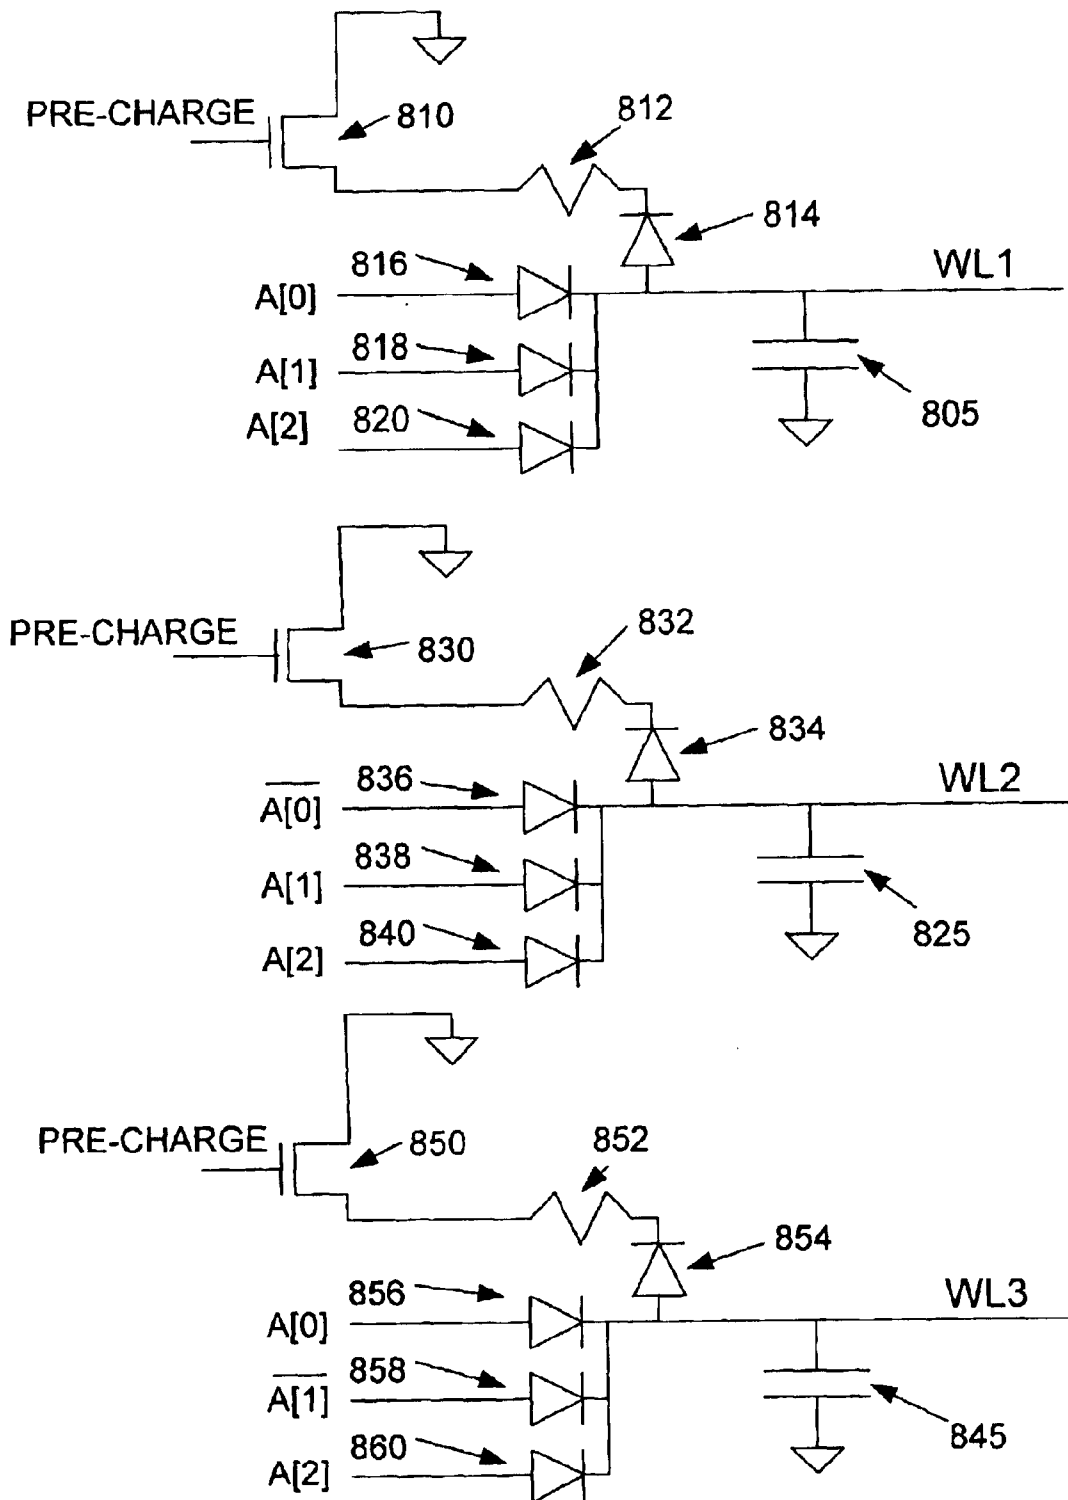 PRE-CHARGE
810
812
814
816
WL1
A[0]
818
A[1]
820
A[2]
805
PRE-CHARGE
830
832
834
836
WL2
A̅[̅0̅]̅
838
A[1]
840
A[2]
825
PRE-CHARGE
850
852
854
856
WL3
A[0]
858
A̅[̅1̅]̅
860
A[2]
845